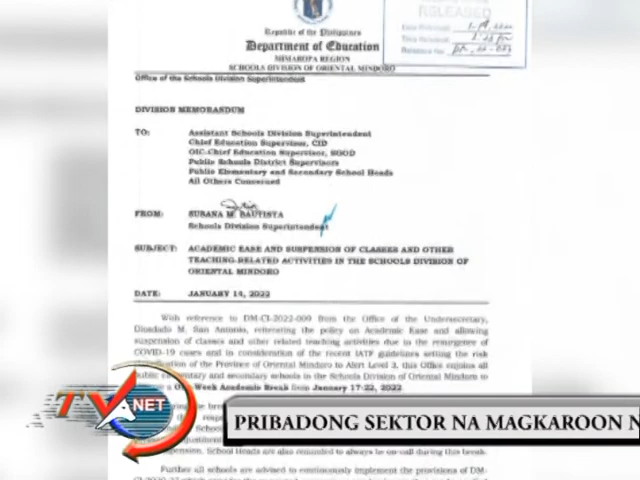 RELEASED
Republic of the Philippines
Department of Education
MIMAROPA REGION
SCHOOLS DIVISION OF ORIENTAL MINDORO
Office of the Schools Division Superintendent
DIVISION MEMORANDUM
TO: Assistant Schools Division Superintendent
Chief Education Supervisor, CID
OIC-Chief Education Supervisor, SGOD
Public Schools District Supervisors
Public Elementary and Secondary School Heads
All Others Concerned
FROM: SUSANA M. BAUTISTA
Schools Division Superintendent
SUBJECT: ACADEMIC EASE AND SUSPENSION OF CLASSES AND OTHER
TEACHING-RELATED ACTIVITIES IN THE SCHOOLS DIVISION OF
ORIENTAL MINDORO
DATE: JANUARY 14, 2022
With reference to DM-CI-2022-009 from the Office of the Undersecretary,
Diosdado M. San Antonio, reiterating the policy on Academic Ease and allowing
suspension of classes and other related teaching activities due to the resurgence of
COVID-19 cases and in consideration of the recent IATF guidelines setting the risk
of the Province of Oriental Mindoro to Alert Level 3, this Office enjoins all
elementary and secondary schools in the Schools Division of Oriental Mindoro to
Week Academic Break from January 17-22, 2022
TV NET
PRIBADONG SEKTOR NA MAGKAROON N
School Heads are also reminded to always be on-call during this break.
Further all schools are advised to continuously implement the provisions of DM-